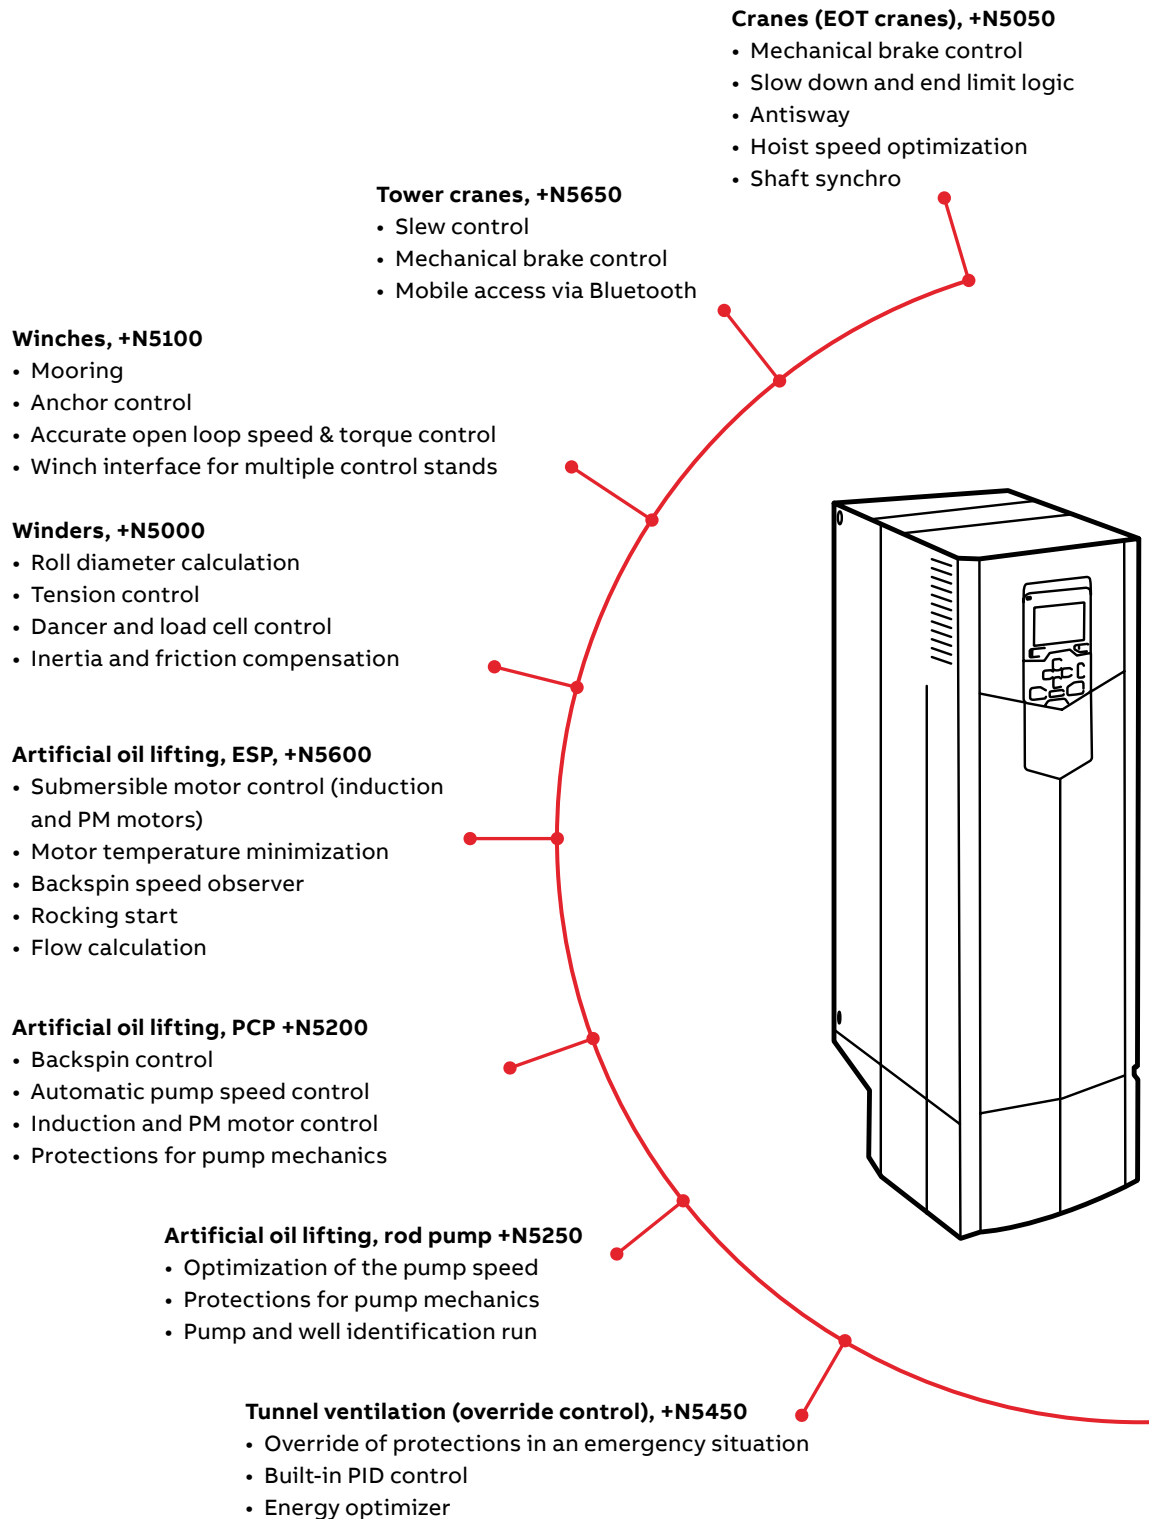 Cranes (EOT cranes), +N5050
• Mechanical brake control
• Slow down and end limit logic
• Antisway
• Hoist speed optimization
• Shaft synchro
Tower cranes, +N5650
• Slew control
• Mechanical brake control
• Mobile access via Bluetooth
Winches, +N5100
• Mooring
• Anchor control
• Accurate open loop speed & torque control
• Winch interface for multiple control stands
Winders, +N5000
• Roll diameter calculation
• Tension control
• Dancer and load cell control
• Inertia and friction compensation
Artificial oil lifting, ESP, +N5600
• Submersible motor control (induction
and PM motors)
• Motor temperature minimization
• Backspin speed observer
• Rocking start
• Flow calculation
Artificial oil lifting, PCP +N5200
• Backspin control
• Automatic pump speed control
• Induction and PM motor control
• Protections for pump mechanics
Artificial oil lifting, rod pump +N5250
• Optimization of the pump speed
• Protections for pump mechanics
• Pump and well identification run
Tunnel ventilation (override control), +N5450
• Override of protections in an emergency situation
• Built-in PID control
• Energy optimizer